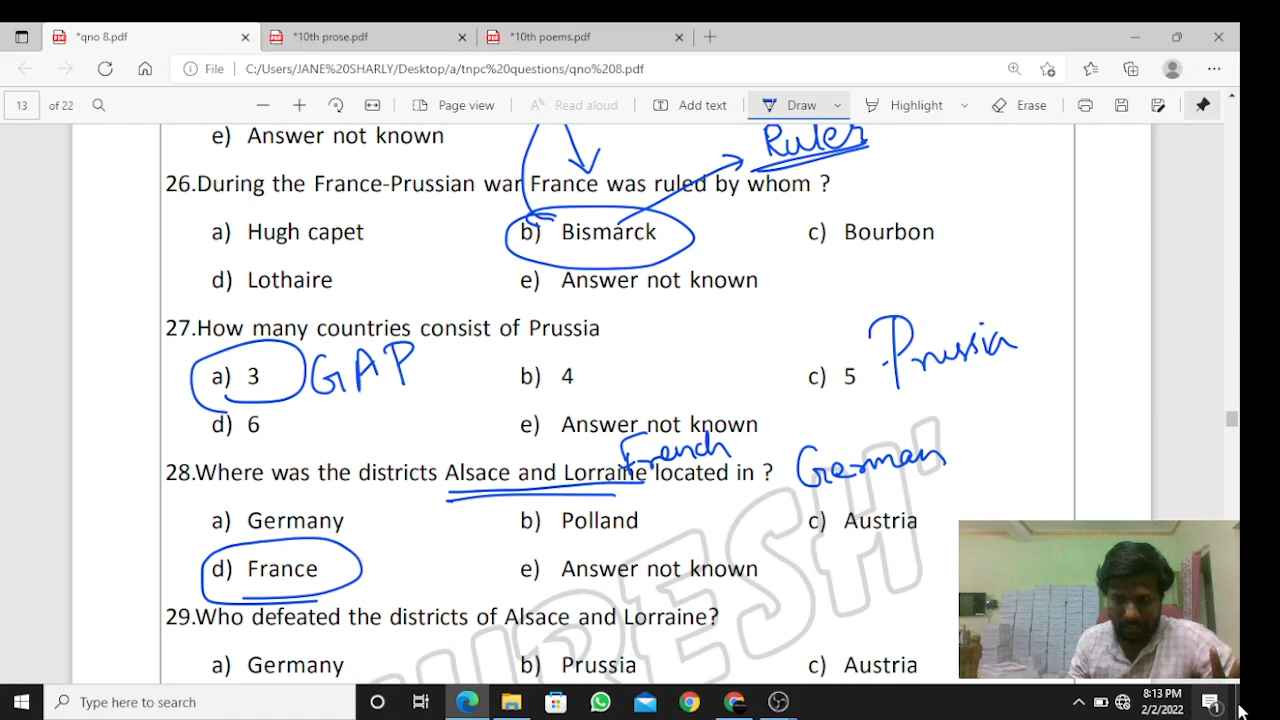 *qno 8.pdf
*10th prose.pdf
*10th poems.pdf
File C:/Users/JANE%20SHARLY/Desktop/a/tnpc%20questions/qno%208.pdf
13 of 22 Page view Read aloud Add text Draw Highlight Erase
e) Answer not known
Ruler
26.During the France-Prussian war France was ruled by whom ?
a) Hugh capet b) Bismarck c) Bourbon
d) Lothaire e) Answer not known
27.How many countries consist of Prussia
Prussia
a) 3 GAP b) 4 c) 5
d) 6 e) Answer not known
French German
28.Where was the districts Alsace and Lorraine located in ?
a) Germany b) Polland c) Austria
d) France e) Answer not known
29.Who defeated the districts of Alsace and Lorraine?
a) Germany b) Prussia c) Austria
URESH'
Type here to search
8:13 PM
2/2/2022
1